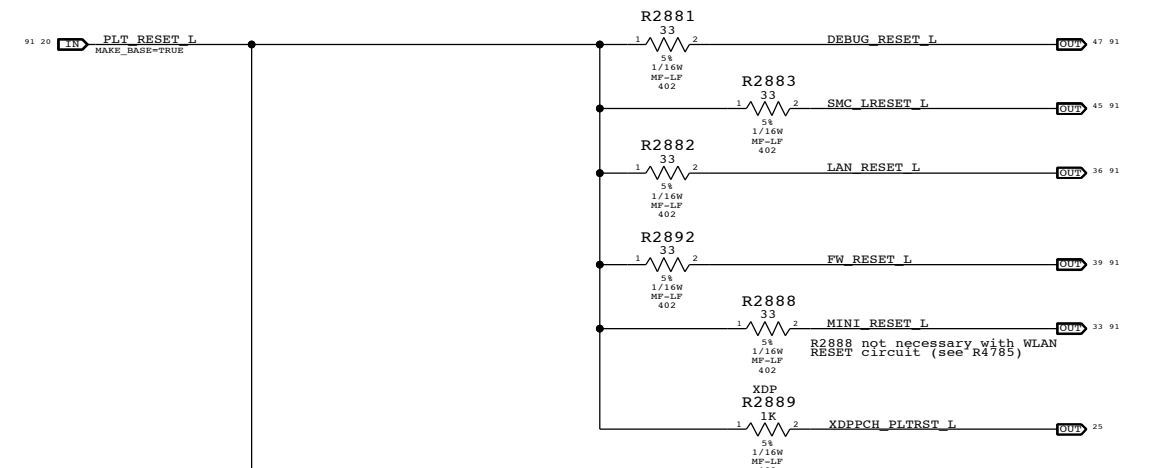 R2881
91 20 IN PLT_RESET_L 1 33 2 DEBUG_RESET_L OUT 47 91
MAKE_BASE=TRUE
5%
1/16W
MF-LF
402
R2883
1 33 2 SMC_LRESET_L OUT 45 91
5%
1/16W
MF-LF
402
R2882
1 33 2 LAN_RESET_L OUT 36 91
5%
1/16W
MF-LF
402
R2892
1 33 2 FW_RESET_L OUT 39 91
5%
1/16W
MF-LF
402
R2888
1 33 2 MINI_RESET_L OUT 33 91
5%
1/16W
MF-LF
402
R2888 not necessary with WLAN
RESET circuit (see R4785)
XDP
R2889
1 1K 2 XDPPCH_PLTRST_L OUT 25
5%
1/16W
MF-LF